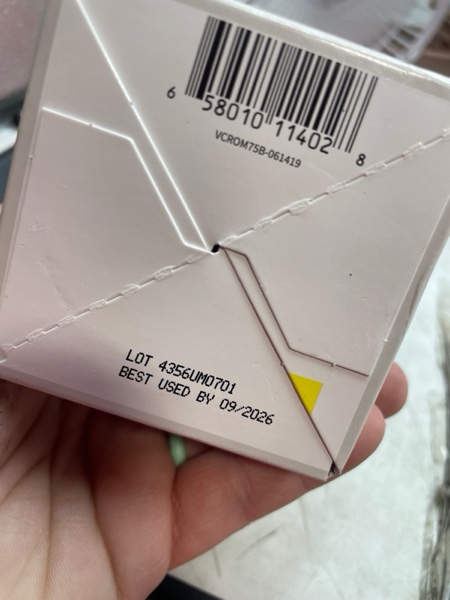 6 58010 11402 8
VCROM75B-061419
LOT 4356UM0701
BEST USED BY 09/2026